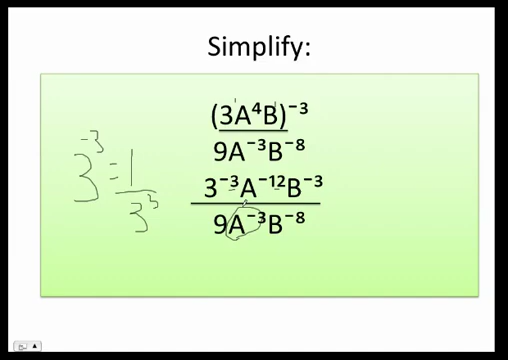 Simplify:
(3A⁴B)⁻³
9A⁻³B⁻⁸
3⁻³A⁻¹²B⁻³
9A⁻³B⁻⁸
3⁻³ = 1
3³